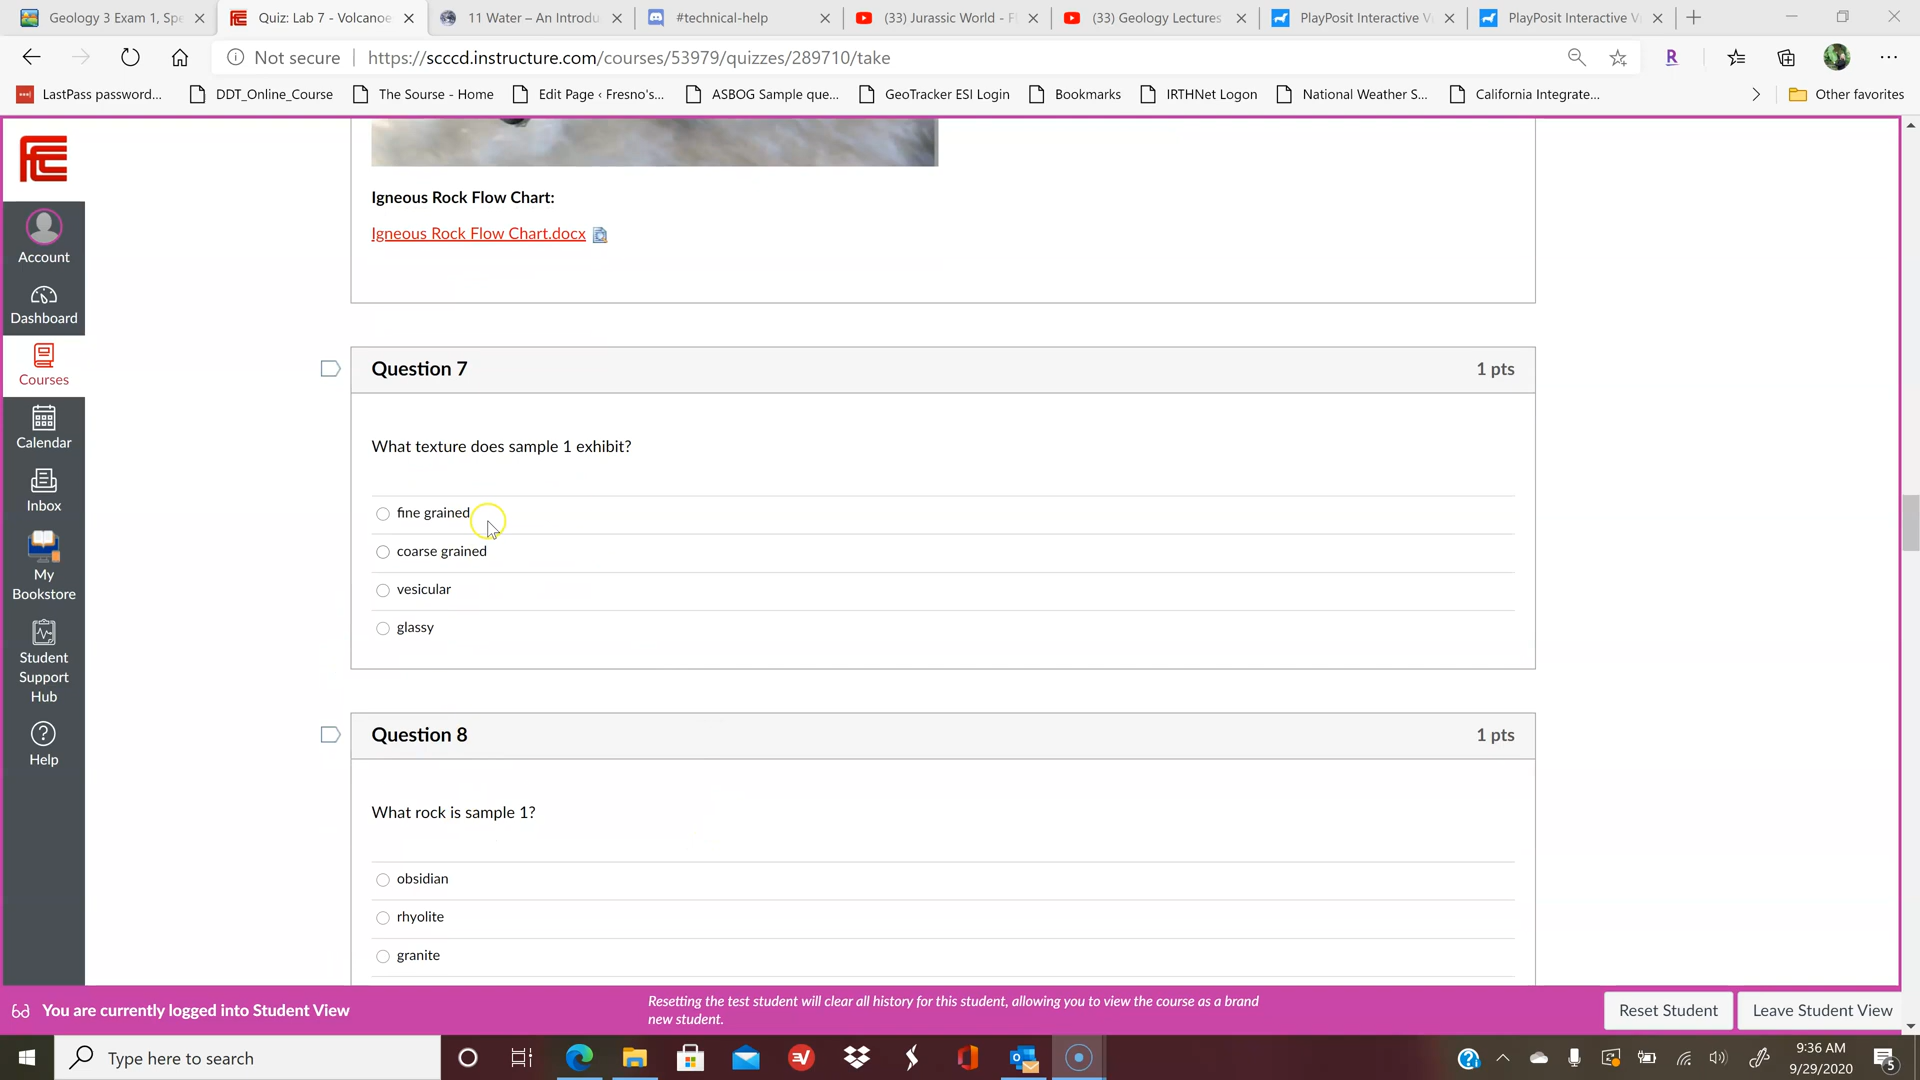 Geology 3 Exam 1, Spe
Quiz: Lab 7 - Volcanoe
11 Water – An Introdu
#technical-help
(33) Jurassic World - F
(33) Geology Lectures
PlayPosit Interactive V
PlayPosit Interactive V
Not secure
https://scccd.instructure.com/courses/53979/quizzes/289710/take
R
LastPass password...
DDT_Online_Course
The Sourse - Home
Edit Page ‹ Fresno's...
ASBOG Sample que...
GeoTracker ESI Login
Bookmarks
IRTHNet Logon
National Weather S...
California Integrate...
Other favorites
Account
Dashboard
Courses
Calendar
Inbox
My
Bookstore
Student
Support
Hub
Help
Igneous Rock Flow Chart:
Igneous Rock Flow Chart.docx
Question 7
1 pts
What texture does sample 1 exhibit?
fine grained
coarse grained
vesicular
glassy
Question 8
1 pts
What rock is sample 1?
obsidian
rhyolite
granite
You are currently logged into Student View
Resetting the test student will clear all history for this student, allowing you to view the course as a brand
new student.
Reset Student
Leave Student View
Type here to search
9:36 AM
9/29/2020
5